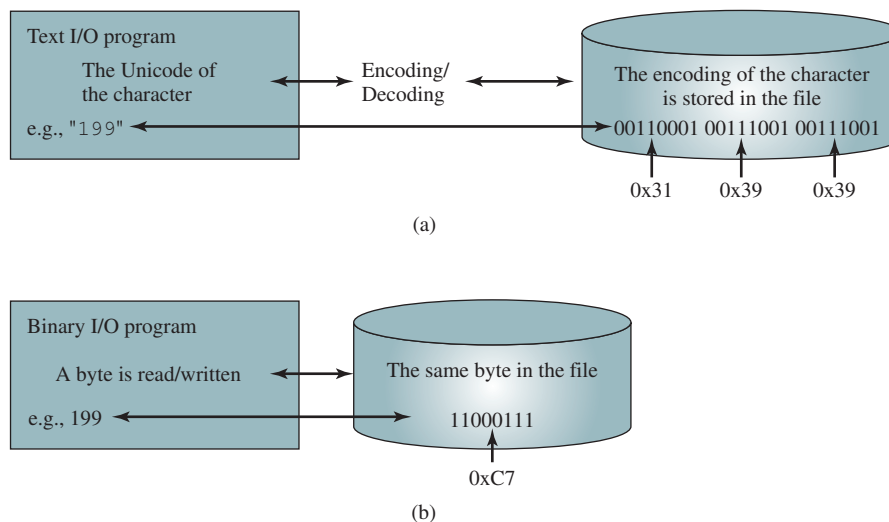 Text I/O program
The Unicode of
the character
e.g., "199"
Encoding/
Decoding
The encoding of the character
is stored in the file
00110001 00111001 00111001
0x31 0x39 0x39
(a)
Binary I/O program
A byte is read/written
e.g., 199
The same byte in the file
11000111
0xC7
(b)